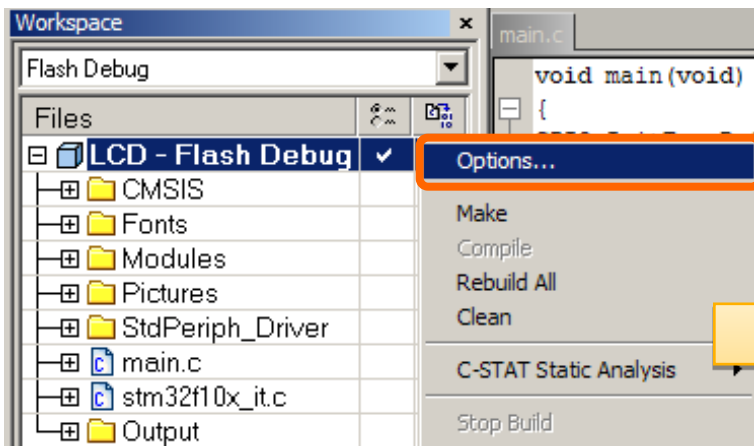 Workspace
main.c
Flash Debug
void main(void)
Files
{
LCD - Flash Debug
Options...
CMSIS
Fonts
Make
Modules
Compile
Pictures
Rebuild All
StdPeriph_Driver
Clean
main.c
C-STAT Static Analysis
stm32f10x_it.c
Output
Stop Build